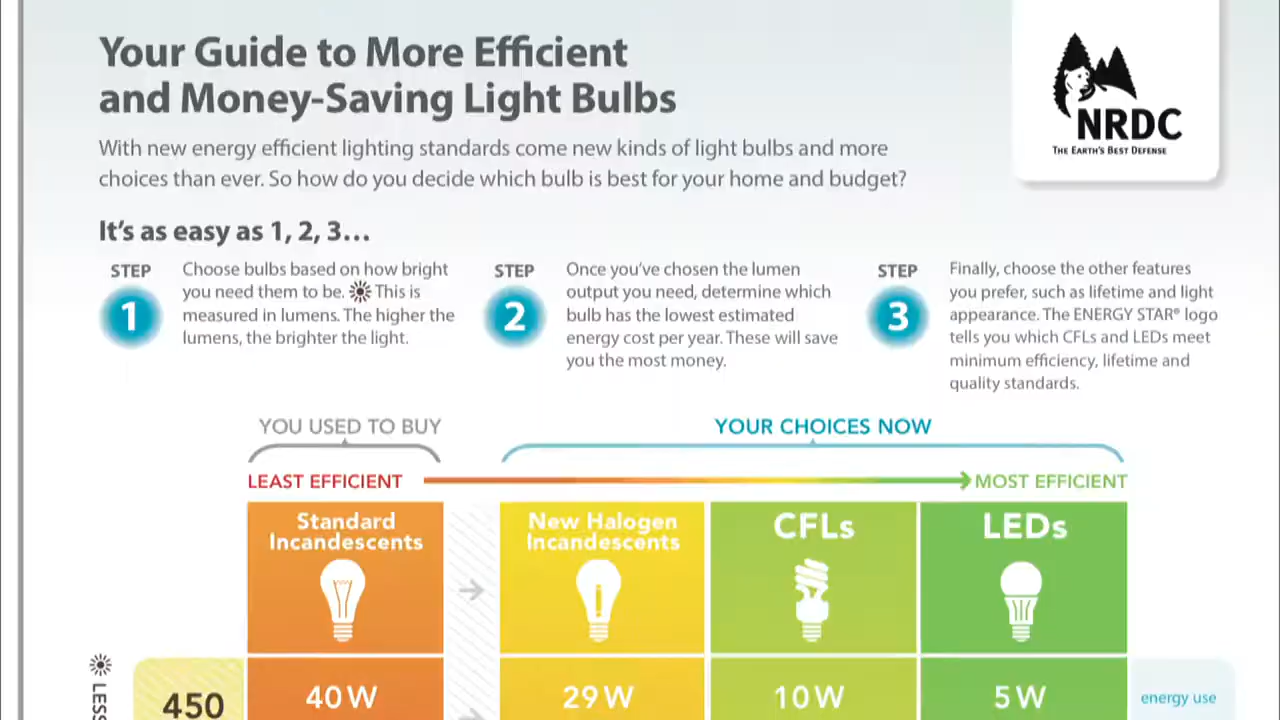 Your Guide to More Efficient
and Money-Saving Light Bulbs
With new energy efficient lighting standards come new kinds of light bulbs and more
choices than ever. So how do you decide which bulb is best for your home and budget?
NRDC
THE EARTH'S BEST DEFENSE
It's as easy as 1, 2, 3…
STEP
1
Choose bulbs based on how bright
you need them to be. This is
measured in lumens. The higher the
lumens, the brighter the light.
STEP
2
Once you've chosen the lumen
output you need, determine which
bulb has the lowest estimated
energy cost per year. These will save
you the most money.
STEP
3
Finally, choose the other features
you prefer, such as lifetime and light
appearance. The ENERGY STAR® logo
tells you which CFLs and LEDs meet
minimum efficiency, lifetime and
quality standards.
YOU USED TO BUY
YOUR CHOICES NOW
LEAST EFFICIENT
MOST EFFICIENT
Standard
Incandescents
New Halogen
Incandescents
CFLs
LEDs
LESS
450
40 W
29 W
10 W
5 W
energy use